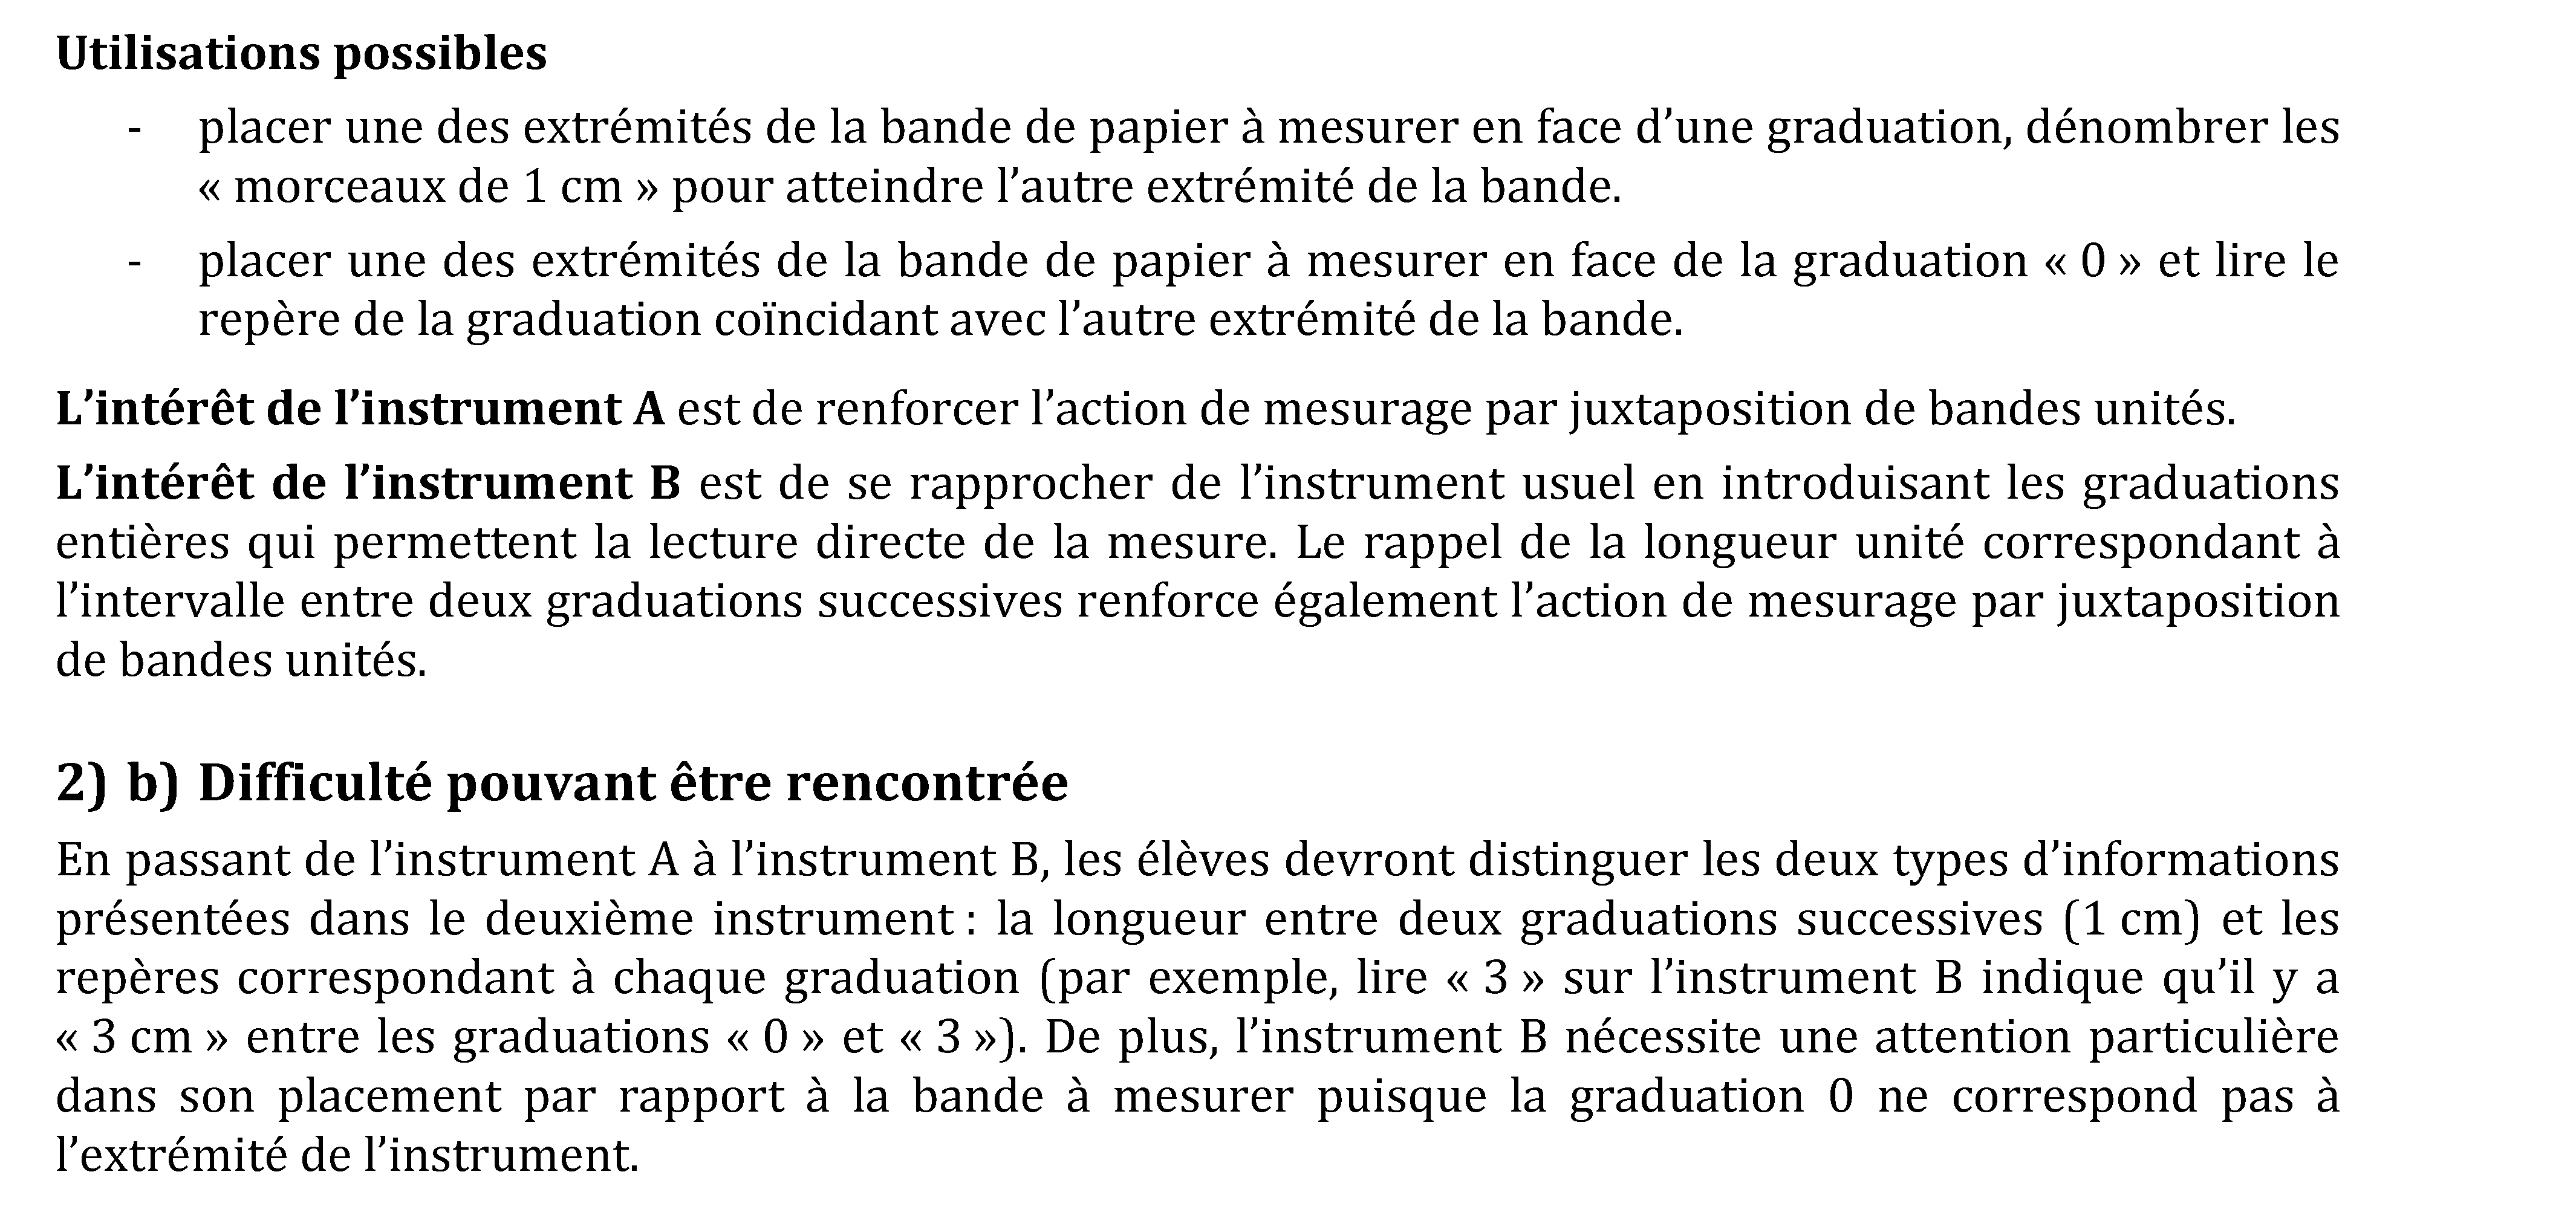 Utilisations possibles
- placer une des extrémités de la bande de papier à mesurer en face d’une graduation, dénombrer les
« morceaux de 1 cm » pour atteindre l’autre extrémité de la bande.
- placer une des extrémités de la bande de papier à mesurer en face de la graduation « 0 » et lire le
repère de la graduation coïncidant avec l’autre extrémité de la bande.
L’intérêt de l’instrument A est de renforcer l’action de mesurage par juxtaposition de bandes unités.
L’intérêt de l’instrument B est de se rapprocher de l’instrument usuel en introduisant les graduations
entières qui permettent la lecture directe de la mesure. Le rappel de la longueur unité correspondant à
l’intervalle entre deux graduations successives renforce également l’action de mesurage par juxtaposition
de bandes unités.
2) b) Difficulté pouvant être rencontrée
En passant de l’instrument A à l’instrument B, les élèves devront distinguer les deux types d’informations
présentées dans le deuxième instrument : la longueur entre deux graduations successives (1 cm) et les
repères correspondant à chaque graduation (par exemple, lire « 3 » sur l’instrument B indique qu’il y a
« 3 cm » entre les graduations « 0 » et « 3 »). De plus, l’instrument B nécessite une attention particulière
dans son placement par rapport à la bande à mesurer puisque la graduation 0 ne correspond pas à
l’extrémité de l’instrument.